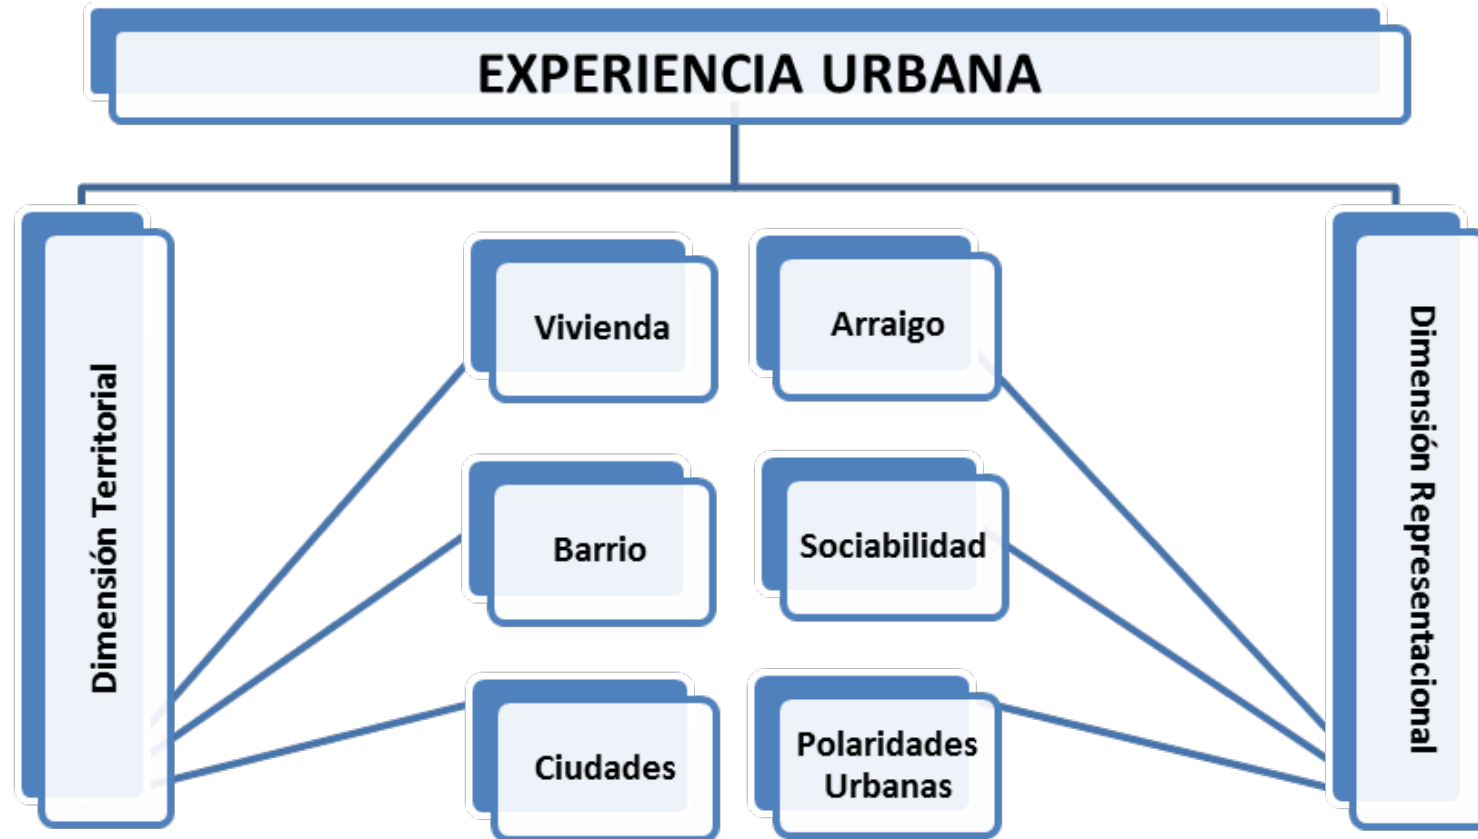 EXPERIENCIA URBANA
Dimensión Territorial
Vivienda
Barrio
Ciudades
Arraigo
Sociabilidad
Polaridades
Urbanas
Dimensión Representacional